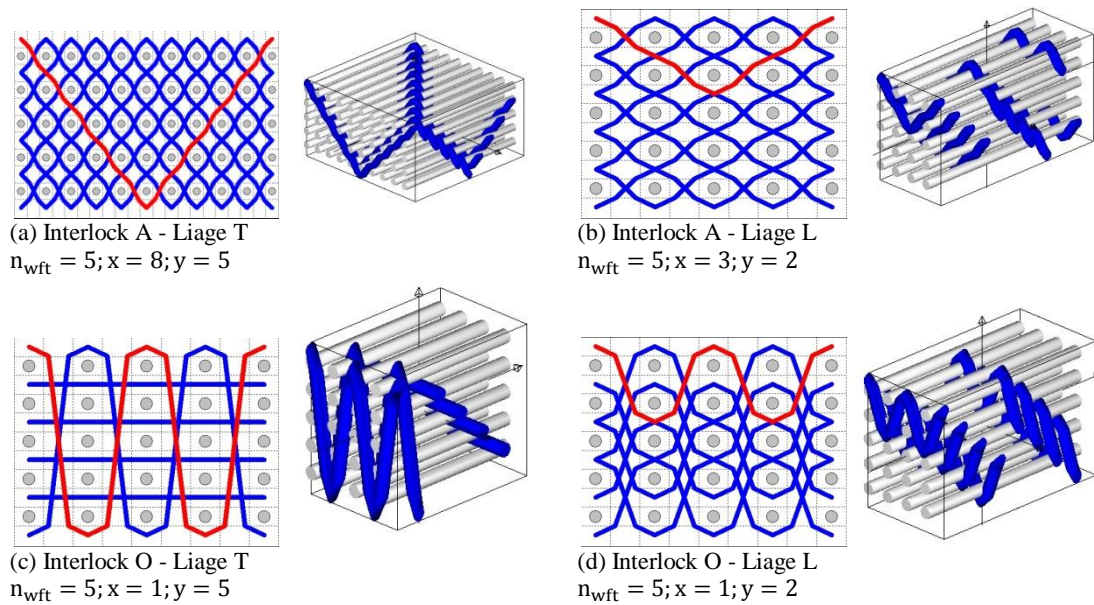 (a) Interlock A - Liage T
n_wft = 5; x = 8; y = 5
(b) Interlock A - Liage L
n_wft = 5; x = 3; y = 2
(c) Interlock O - Liage T
n_wft = 5; x = 1; y = 5
(d) Interlock O - Liage L
n_wft = 5; x = 1; y = 2